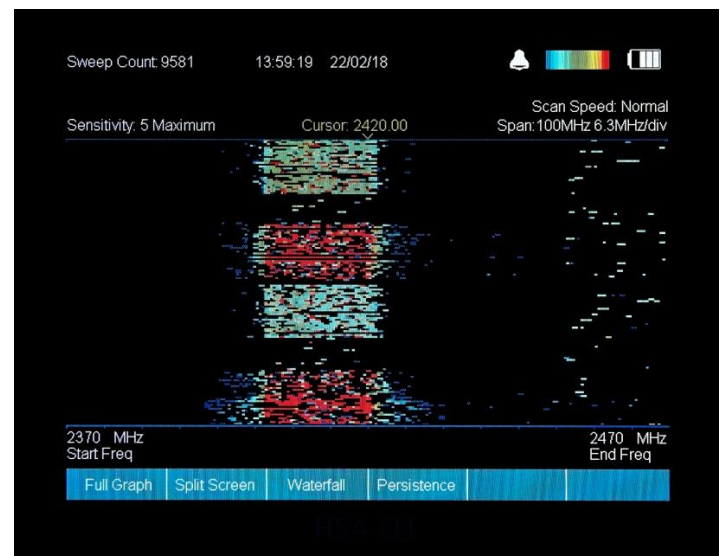 Sweep Count: 9581 13:59:19 22/02/18
Scan Speed: Normal
Sensitivity: 5 Maximum Cursor: 2420.00 Span:100MHz 6.3MHz/div
2370 MHz 2470 MHz
Start Freq End Freq
Full Graph Split Screen Waterfall Persistence